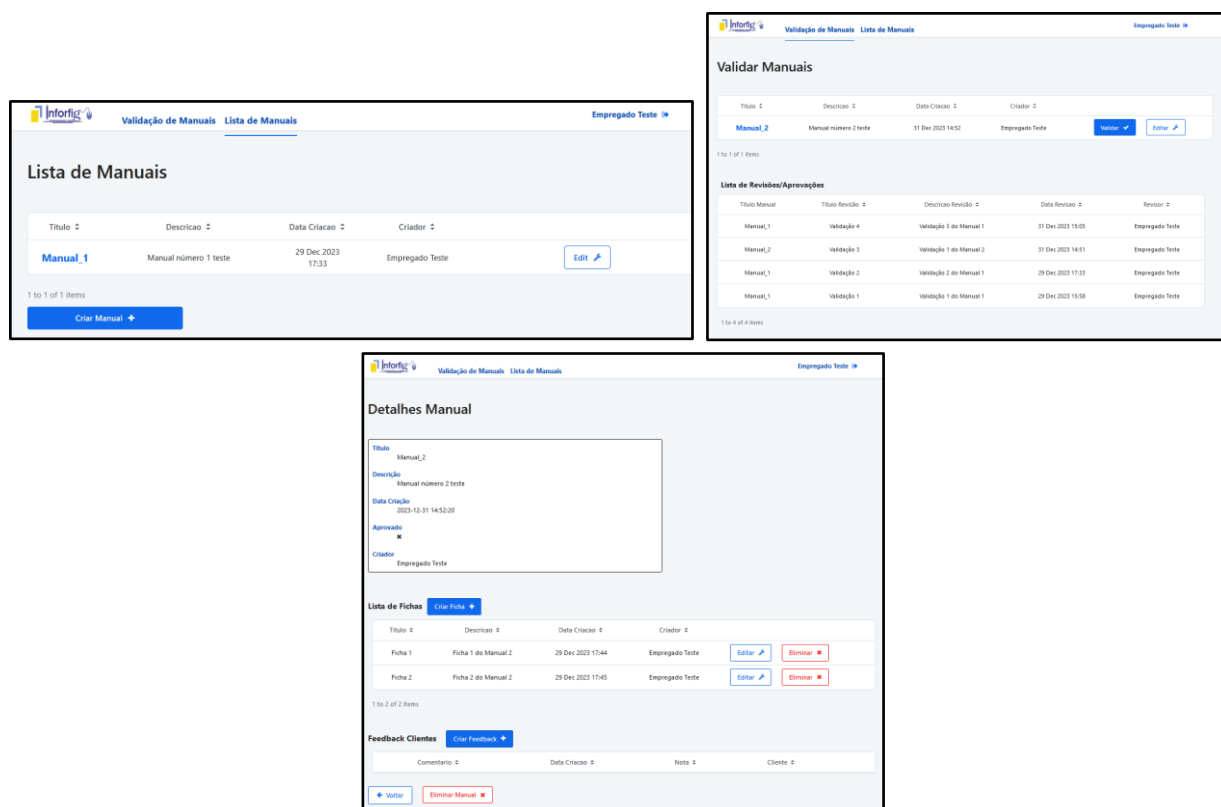 Inforfig Validação de Manuais Lista de Manuais Empregado Teste
Lista de Manuais
Título Descricao Data Criacao Criador
Manual_1 Manual número 1 teste 29 Dec 2023 17:33 Empregado Teste Edit
1 to 1 of 1 items
Criar Manual +
Inforfig Validação de Manuais Lista de Manuais Empregado Teste
Validar Manuais
Título Descricao Data Criacao Criador
Manual_2 Manual número 2 teste 31 Dec 2023 14:52 Empregado Teste Validar Editar
1 to 1 of 1 items
Lista de Revisões/Aprovações
Título Manual Título Revisão Descricao Revisão Data Revisao Revisor
Manual_1 Validação 4 Validação 3 do Manual 1 31 Dec 2023 15:05 Empregado Teste
Manual_2 Validação 3 Validação 1 do Manual 2 31 Dec 2023 14:51 Empregado Teste
Manual_1 Validação 2 Validação 2 do Manual 1 29 Dec 2023 17:33 Empregado Teste
Manual_1 Validação 1 Validação 1 do Manual 1 29 Dec 2023 15:58 Empregado Teste
1 to 4 of 4 items
Inforfig Validação de Manuais Lista de Manuais Empregado Teste
Detalhes Manual
Título
Manual_2
Descrição
Manual número 2 teste
Data Criação
2023-12-31 14:52:20
Aprovado
Criador
Empregado Teste
Lista de Fichas Criar Ficha +
Título Descricao Data Criacao Criador
Ficha 1 Ficha 1 do Manual 2 29 Dec 2023 17:44 Empregado Teste Editar Eliminar
Ficha 2 Ficha 2 do Manual 2 29 Dec 2023 17:45 Empregado Teste Editar Eliminar
1 to 2 of 2 items
Feedback Clientes Criar Feedback +
Comentario Data Criacao Nota Cliente
Voltar Eliminar Manual